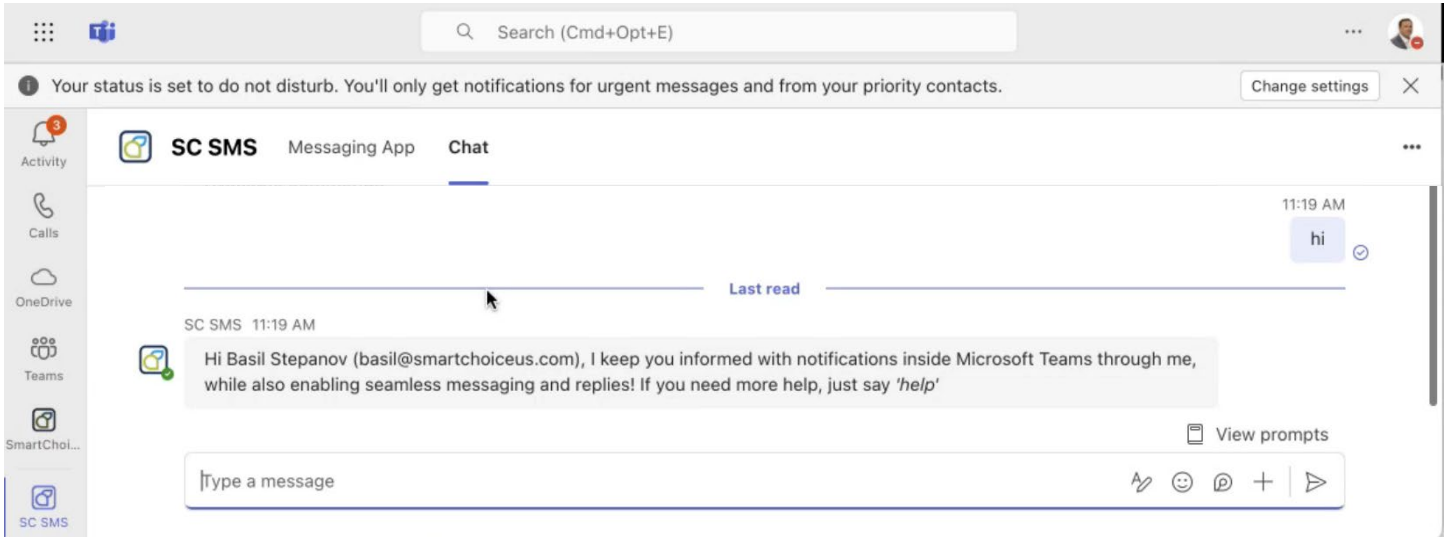 Search (Cmd+Opt+E)
Your status is set to do not disturb. You'll only get notifications for urgent messages and from your priority contacts.
Change settings
3
Activity
Calls
OneDrive
Teams
SmartChoi...
SC SMS
SC SMS
Messaging App
Chat
11:19 AM
hi
Last read
SC SMS 11:19 AM
Hi Basil Stepanov (basil@smartchoiceus.com), I keep you informed with notifications inside Microsoft Teams through me,
while also enabling seamless messaging and replies! If you need more help, just say 'help'
View prompts
Type a message